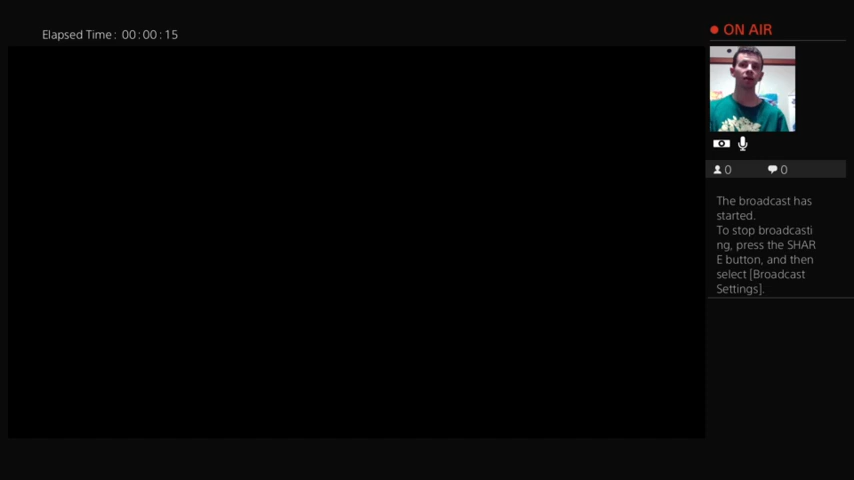 Elapsed Time: 00:00:15
ON AIR
0
0
The broadcast has
started.
To stop broadcasti
ng, press the SHAR
E button, and then
select [Broadcast
Settings].